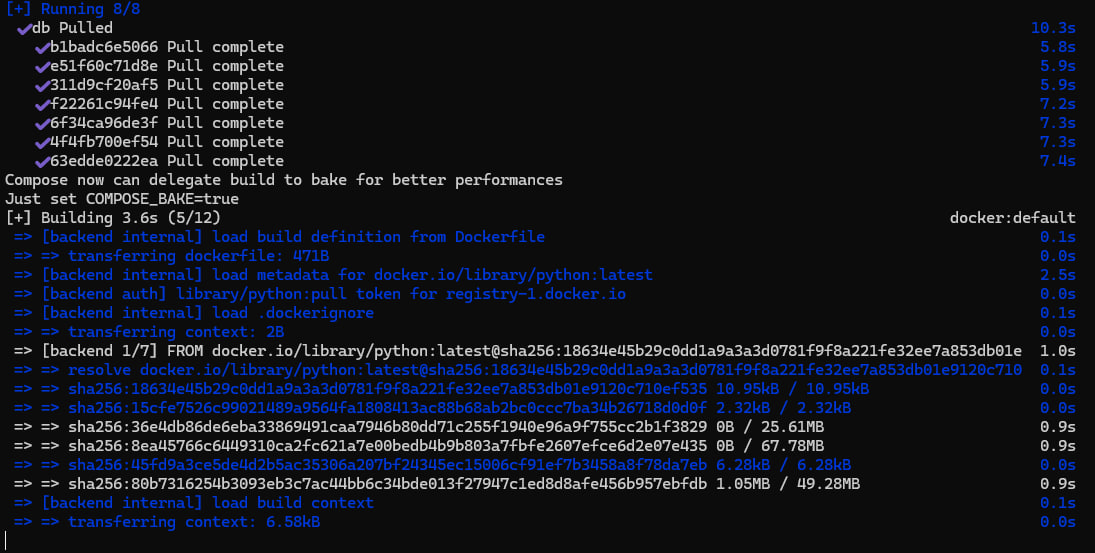 [+] Running 8/8
✔db Pulled 10.3s
✔b1badc6e5066 Pull complete 5.8s
✔e51f60c71d8e Pull complete 5.9s
✔311d9cf20af5 Pull complete 5.9s
✔f22261c94fe4 Pull complete 7.2s
✔6f34ca96de3f Pull complete 7.3s
✔4f4fb700ef54 Pull complete 7.3s
✔63edde0222ea Pull complete 7.4s
Compose now can delegate build to bake for better performances
Just set COMPOSE_BAKE=true
[+] Building 3.6s (5/12) docker:default
=> [backend internal] load build definition from Dockerfile 0.1s
=> => transferring dockerfile: 471B 0.0s
=> [backend internal] load metadata for docker.io/library/python:latest 2.5s
=> [backend auth] library/python:pull token for registry-1.docker.io 0.0s
=> [backend internal] load .dockerignore 0.1s
=> => transferring context: 2B 0.0s
=> [backend 1/7] FROM docker.io/library/python:latest@sha256:18634e45b29c0dd1a9a3a3d0781f9f8a221fe32ee7a853db01e 1.0s
=> => resolve docker.io/library/python:latest@sha256:18634e45b29c0dd1a9a3a3d0781f9f8a221fe32ee7a853db01e9120c710 0.1s
=> => sha256:18634e45b29c0dd1a9a3a3d0781f9f8a221fe32ee7a853db01e9120c710ef535 10.95kB / 10.95kB 0.0s
=> => sha256:15cfe7526c99021489a9564fa1808413ac88b68ab2bc0ccc7ba34b26718d0d0f 2.32kB / 2.32kB 0.0s
=> => sha256:36e4db86de6eba33869491caa7946b80dd71c255f1940e96a9f755cc2b1f3829 0B / 25.61MB 0.9s
=> => sha256:8ea45766c6449310ca2fc621a7e00bedb4b9b803a7fbfe2607efce6d2e07e435 0B / 67.78MB 0.9s
=> => sha256:45fd9a3ce5de4d2b5ac35306a207bf24345ec15006cf91ef7b3458a8f78da7eb 6.28kB / 6.28kB 0.0s
=> => sha256:80b7316254b3093eb3c7ac44bb6c34bde013f27947c1ed8d8afe456b957ebfdb 1.05MB / 49.28MB 0.9s
=> [backend internal] load build context 0.1s
=> => transferring context: 6.58kB 0.0s